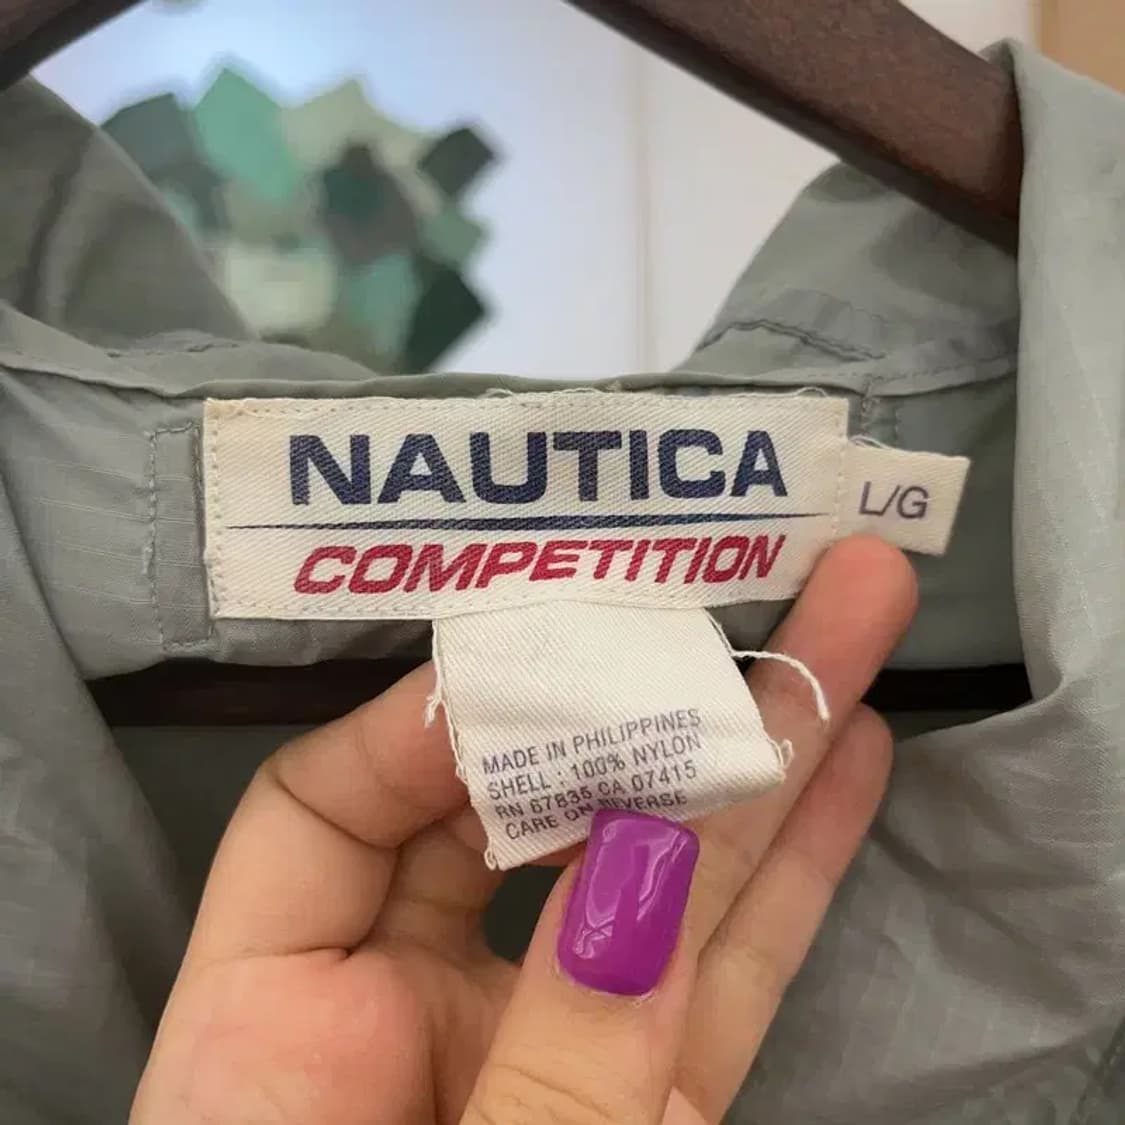 NAUTICA
COMPETITION
L/G
MADE IN PHILIPPINES
SHELL : 100% NYLON
RN 67835 CA 07415
CARE ON REVERSE